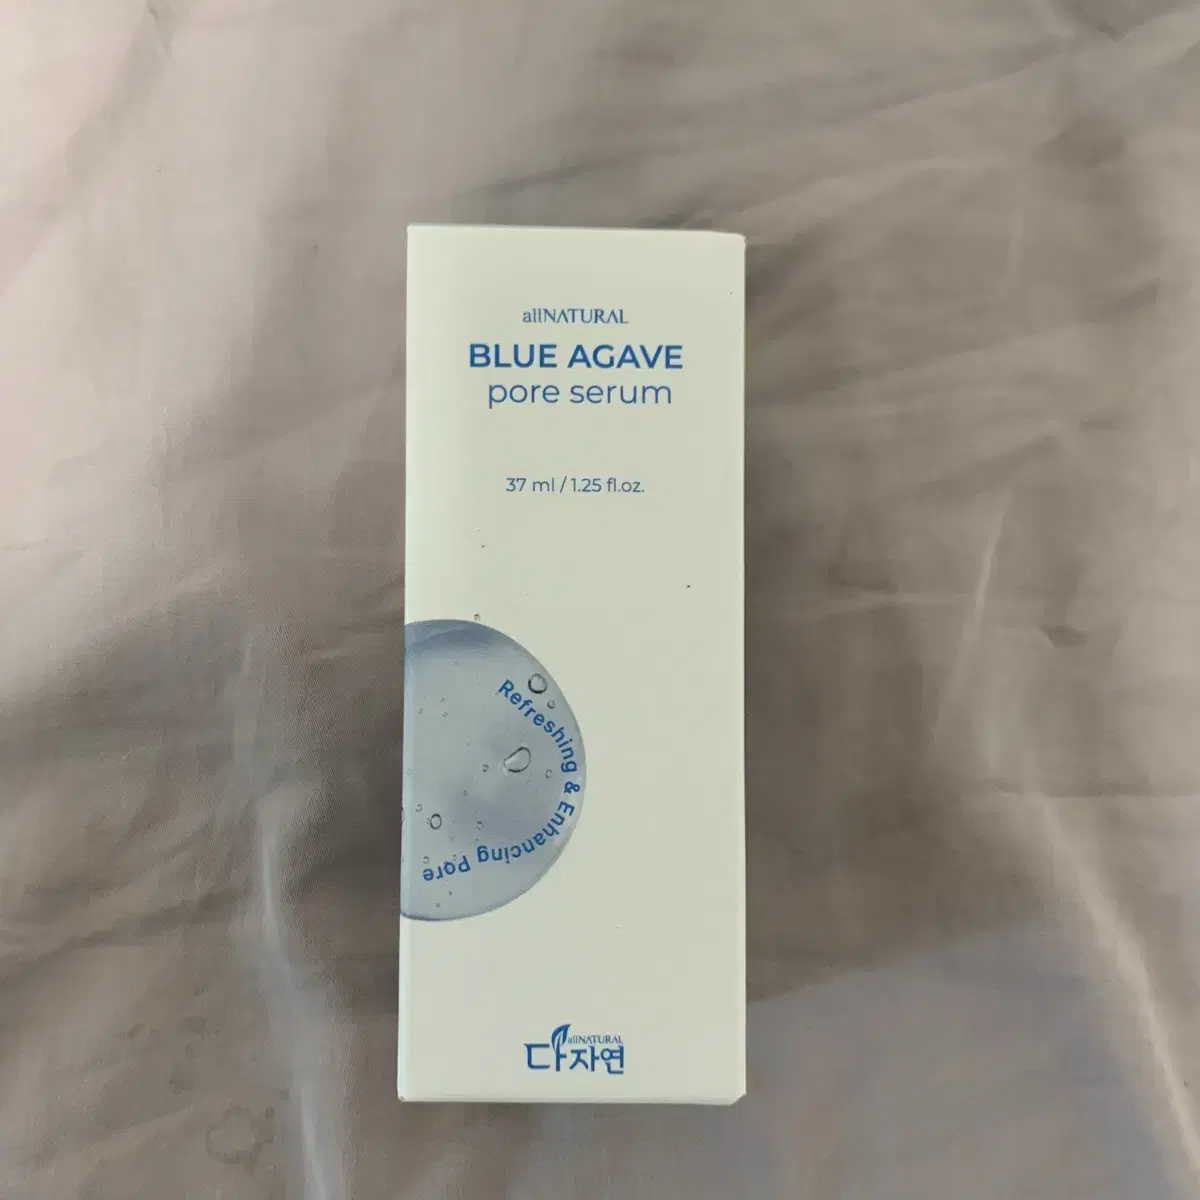 allNATURAL
BLUE AGAVE
pore serum
37 ml / 1.25 fl.oz.
Refreshing & Enhancing Pore
allNATURAL
다자연